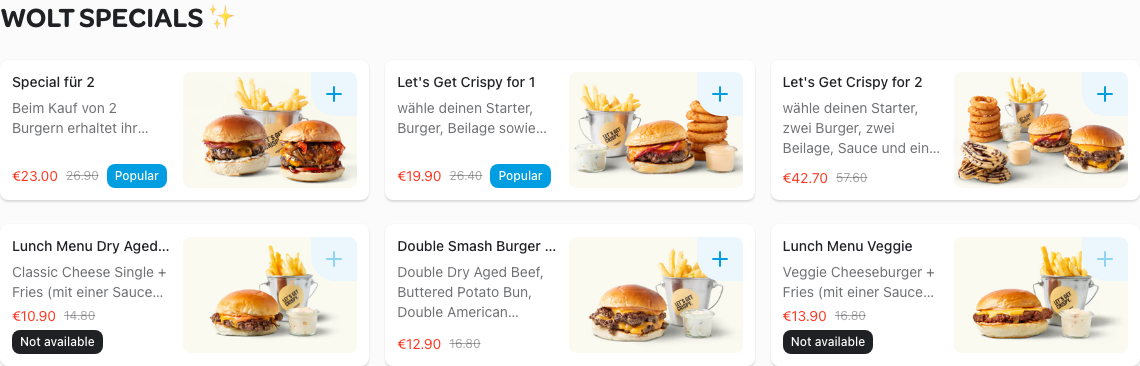 WOLT SPECIALS ✨
Special für 2
Beim Kauf von 2
Burgern erhaltet ihr...
€23.00 26.90 Popular
Let's Get Crispy for 1
wähle deinen Starter,
Burger, Beilage sowie...
€19.90 26.40 Popular
Let's Get Crispy for 2
wähle deinen Starter,
zwei Burger, zwei
Beilage, Sauce und ein...
€42.70 57.60
Lunch Menu Dry Aged...
Classic Cheese Single +
Fries (mit einer Sauce...
€10.90 14.80
Not available
Double Smash Burger ...
Double Dry Aged Beef,
Buttered Potato Bun,
Double American...
€12.90 16.80
Lunch Menu Veggie
Veggie Cheeseburger +
Fries (mit einer Sauce...
€13.90 16.80
Not available